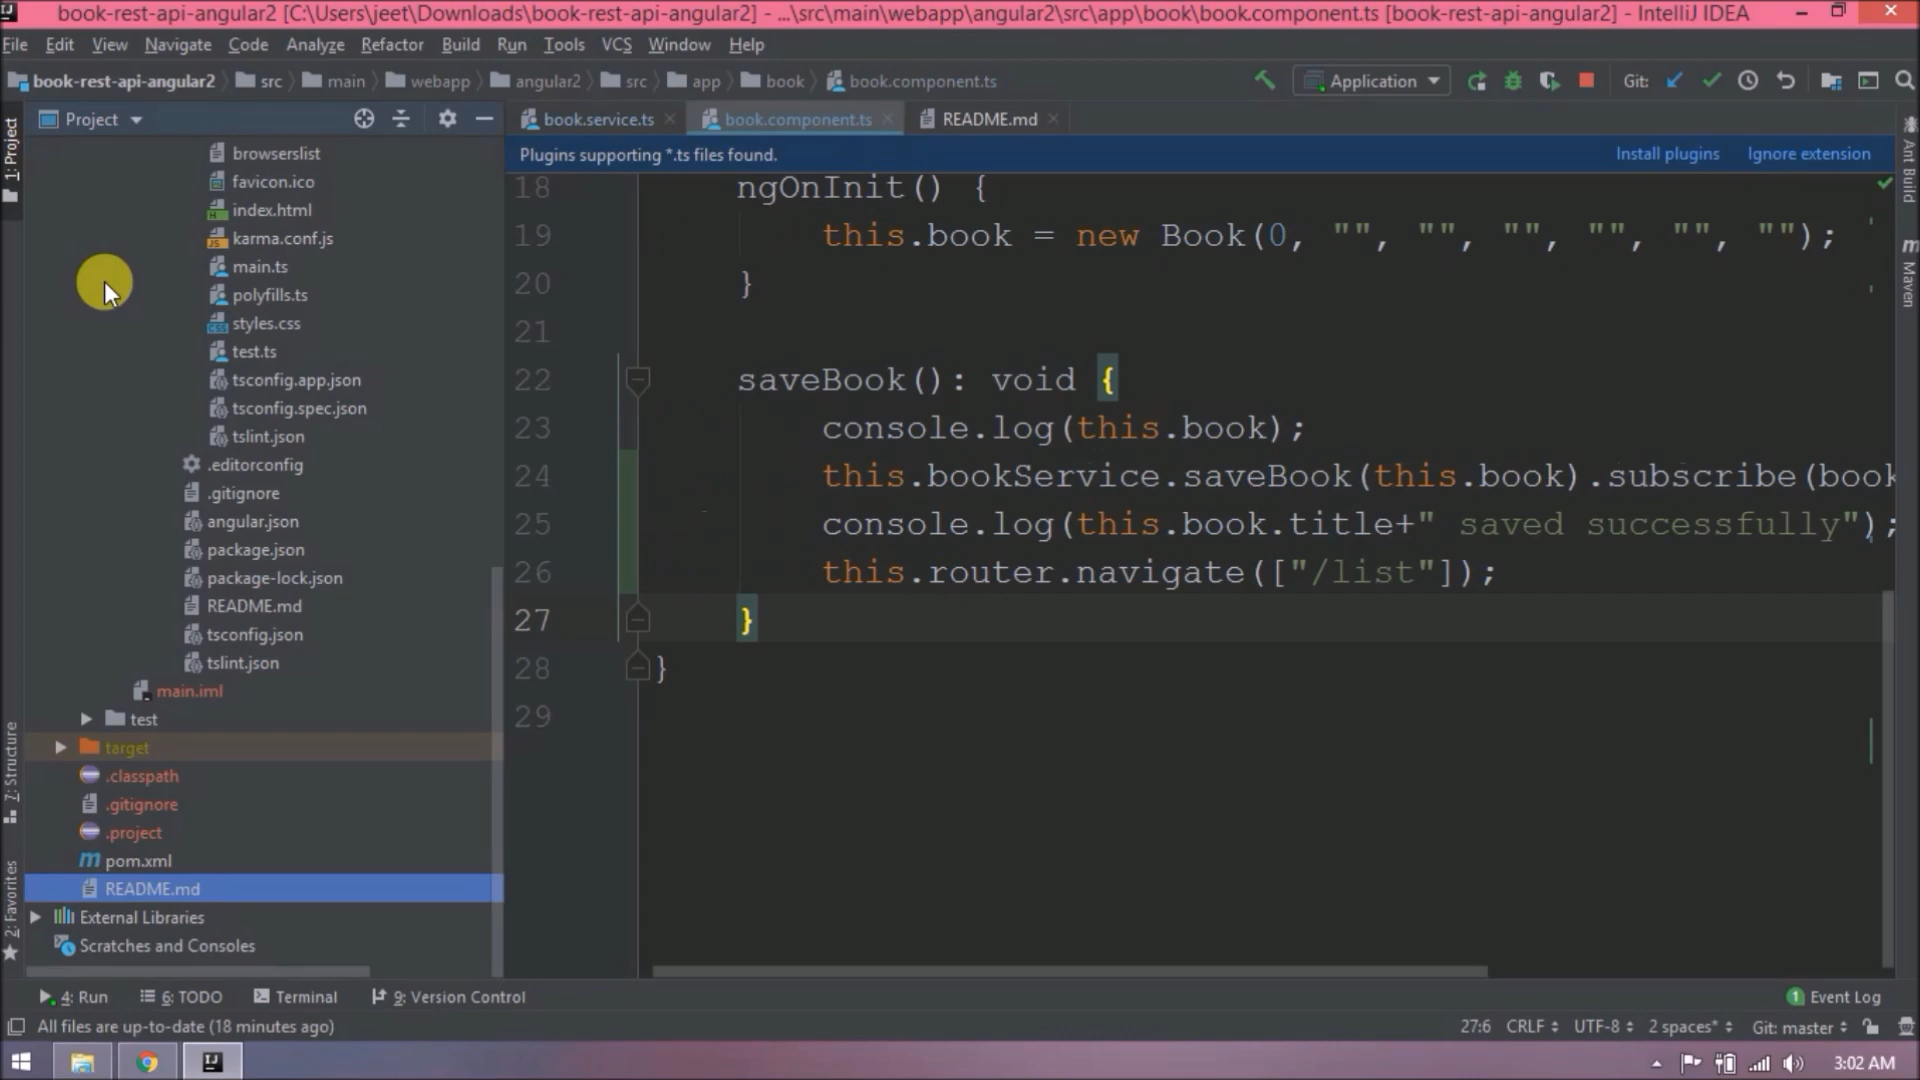 book-rest-api-angular2 [C:\Users\jeet\Downloads\book-rest-api-angular2] - ...\src\main\webapp\angular2\src\app\book\book.component.ts [book-rest-api-angular2] - IntelliJ IDEA
File Edit View Navigate Code Analyze Refactor Build Run Tools VCS Window Help
book-rest-api-angular2 src main webapp angular2 src app book book.component.ts Application Git:
Project book.service.ts book.component.ts README.md
1: Project
Plugins supporting *.ts files found. Install plugins Ignore extension
browserslist
favicon.ico
index.html
karma.conf.js
main.ts
polyfills.ts
styles.css
test.ts
tsconfig.app.json
tsconfig.spec.json
tslint.json
.editorconfig
.gitignore
angular.json
package.json
package-lock.json
README.md
tsconfig.json
tslint.json
main.iml
test
target
.classpath
.gitignore
.project
pom.xml
README.md
External Libraries
Scratches and Consoles
7: Structure
2: Favorites
18 ngOnInit() {
19 this.book = new Book(0, "", "", "", "", "", "");
20 }
21
22 saveBook(): void {
23 console.log(this.book);
24 this.bookService.saveBook(this.book).subscribe(book
25 console.log(this.book.title+" saved successfully");
26 this.router.navigate(["/list"]);
27 }
28 }
29
Ant Build
Maven
4: Run 6: TODO Terminal 9: Version Control 1 Event Log
All files are up-to-date (18 minutes ago) 27:6 CRLF UTF-8 2 spaces* Git: master
3:02 AM